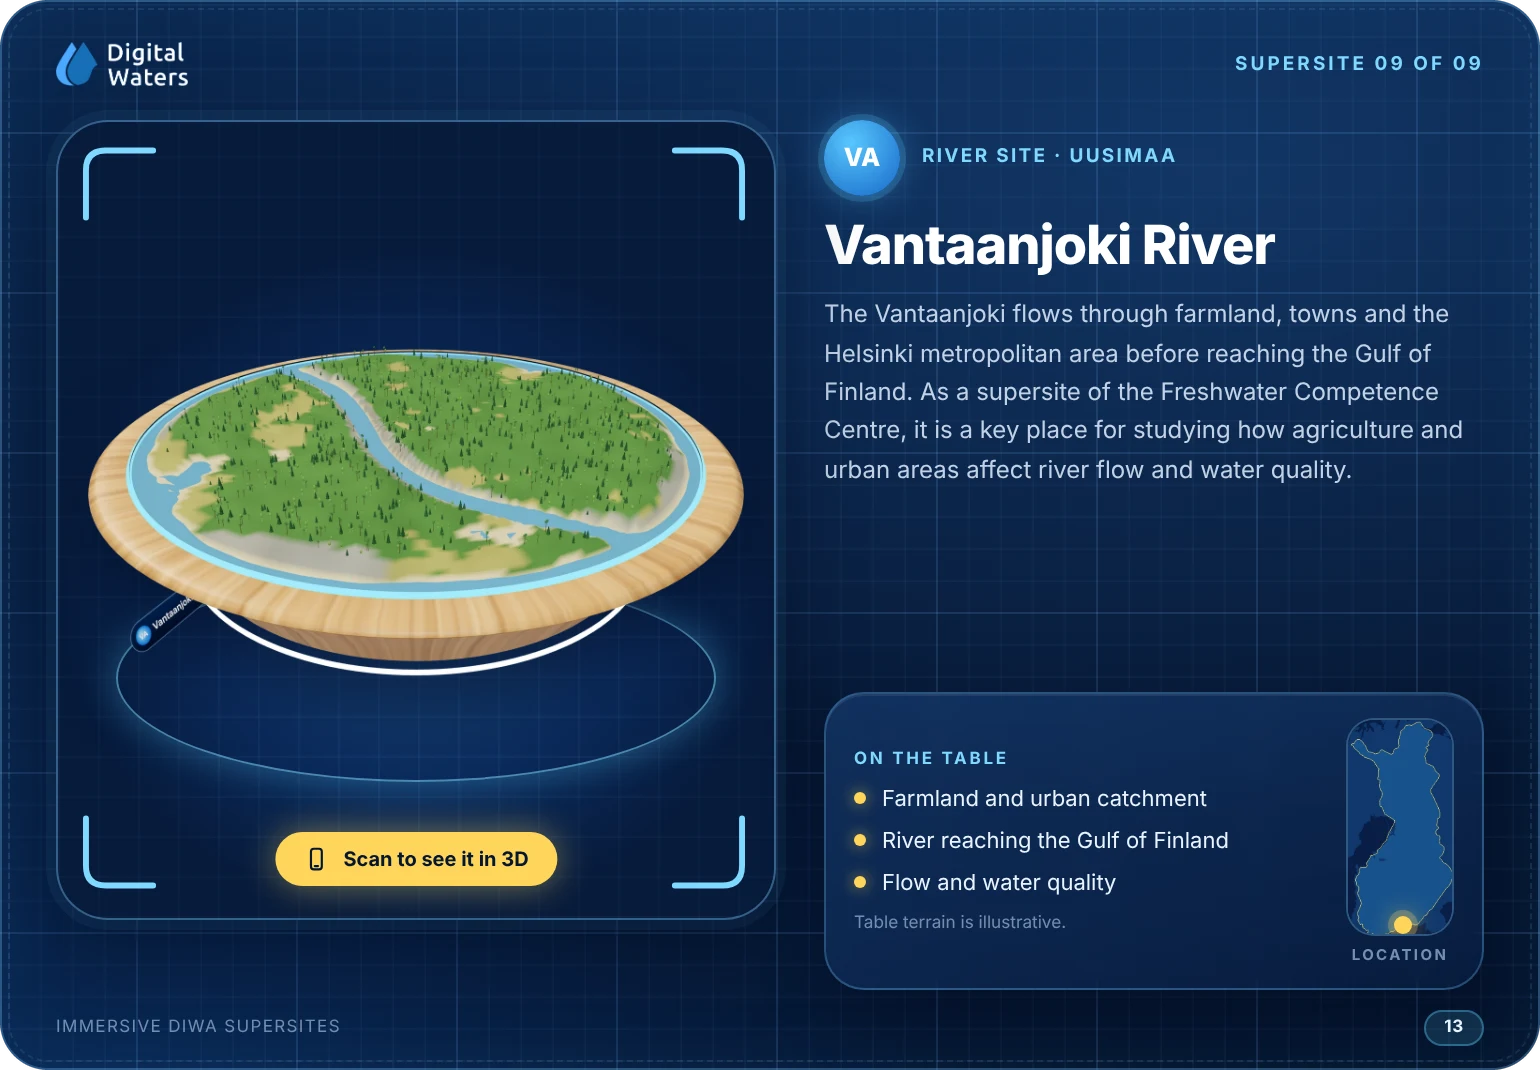 Digital
Waters
SUPERSITE 09 OF 09
VA
RIVER SITE · UUSIMAA
Vantaanjoki River
The Vantaanjoki flows through farmland, towns and the
Helsinki metropolitan area before reaching the Gulf of
Finland. As a supersite of the Freshwater Competence
Centre, it is a key place for studying how agriculture and
urban areas affect river flow and water quality.
VA
Scan to see it in 3D
ON THE TABLE
Farmland and urban catchment
River reaching the Gulf of Finland
Flow and water quality
Table terrain is illustrative.
LOCATION
IMMERSIVE DIWA SUPERSITES
13